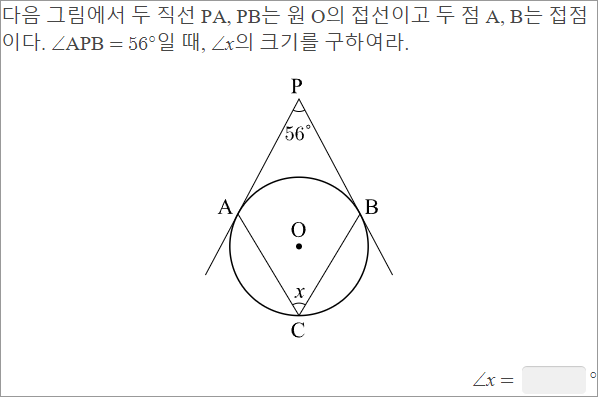 다음 그림에서 두 직선 PA, PB는 원 O의 접선이고 두 점 A, B는 접점
이다. ∠APB = 56°일 때, ∠x의 크기를 구하여라.
P
56°
A
B
O
x
C
∠x = °